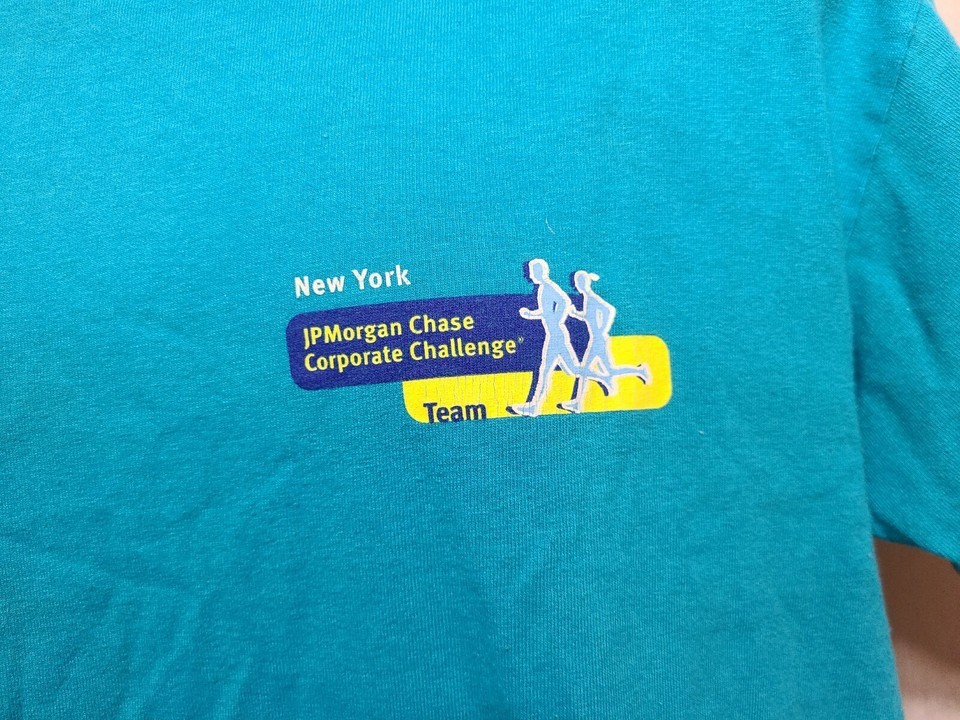 New York
JPMorgan Chase
Corporate Challenge®
Team